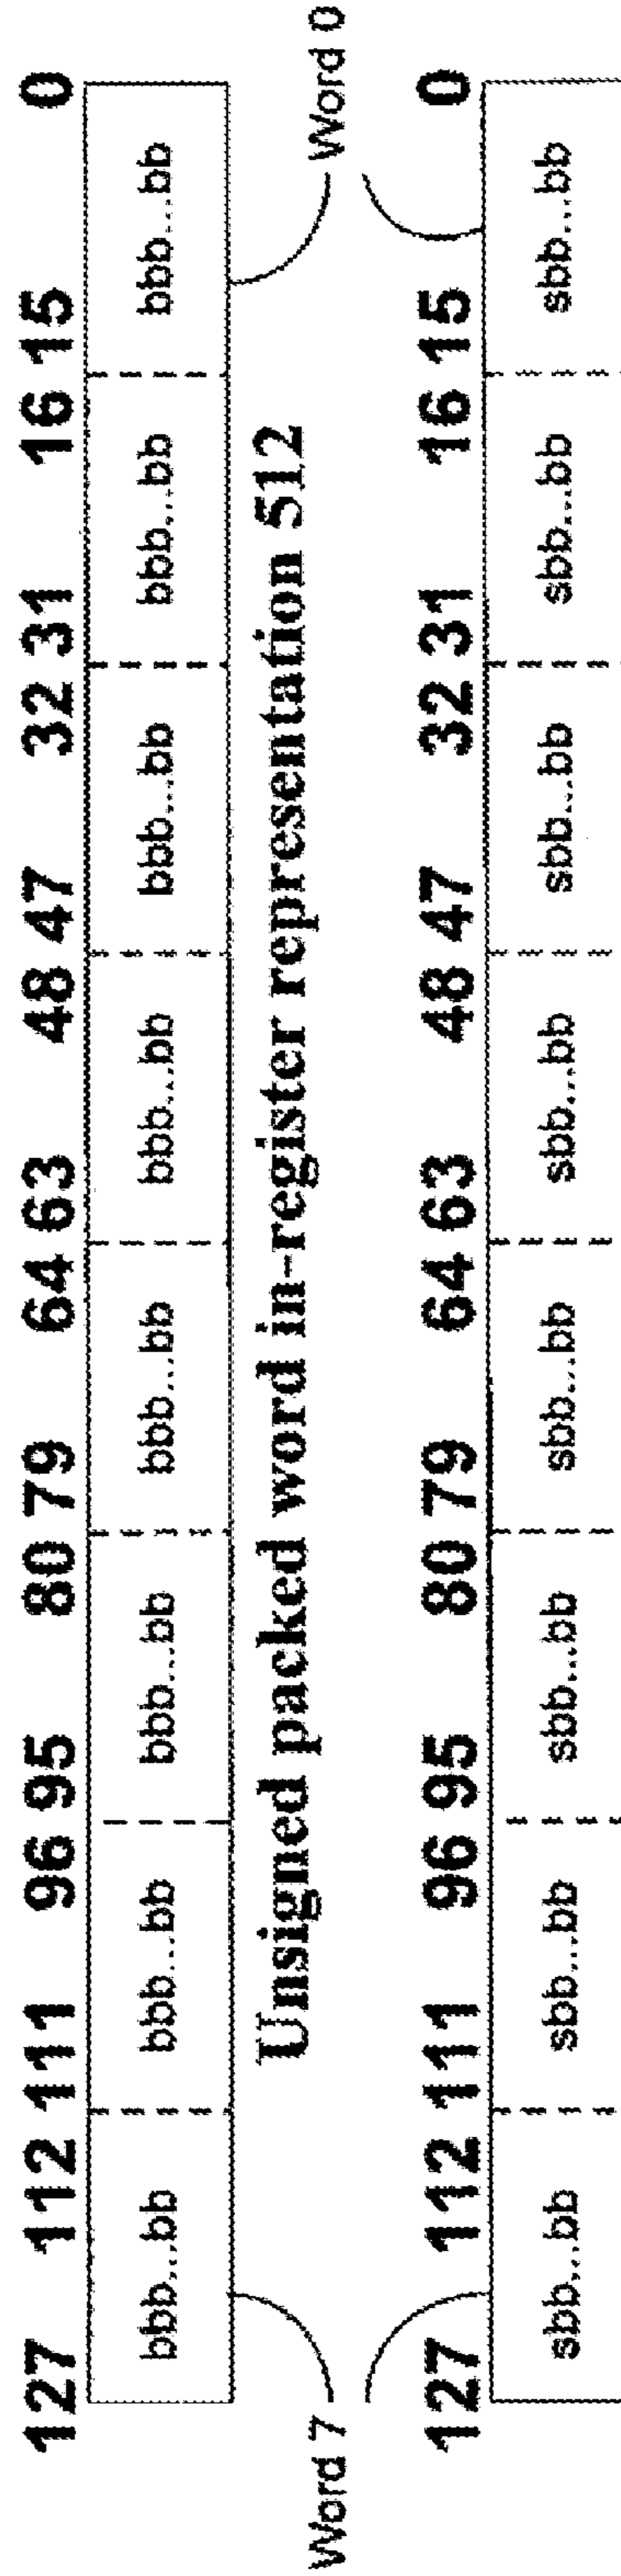 127 112 111 96 95 80 79 64 63 48 47 32 31 16 15 0
bbb...bb bbb...bb bbb...bb bbb...bb bbb...bb bbb...bb bbb...bb bbb...bb
Unsigned packed word in-register representation 512
Word 7 Word 0
127 112 111 96 95 80 79 64 63 48 47 32 31 16 15 0
sbb...bb sbb...bb sbb...bb sbb...bb sbb...bb sbb...bb sbb...bb sbb...bb